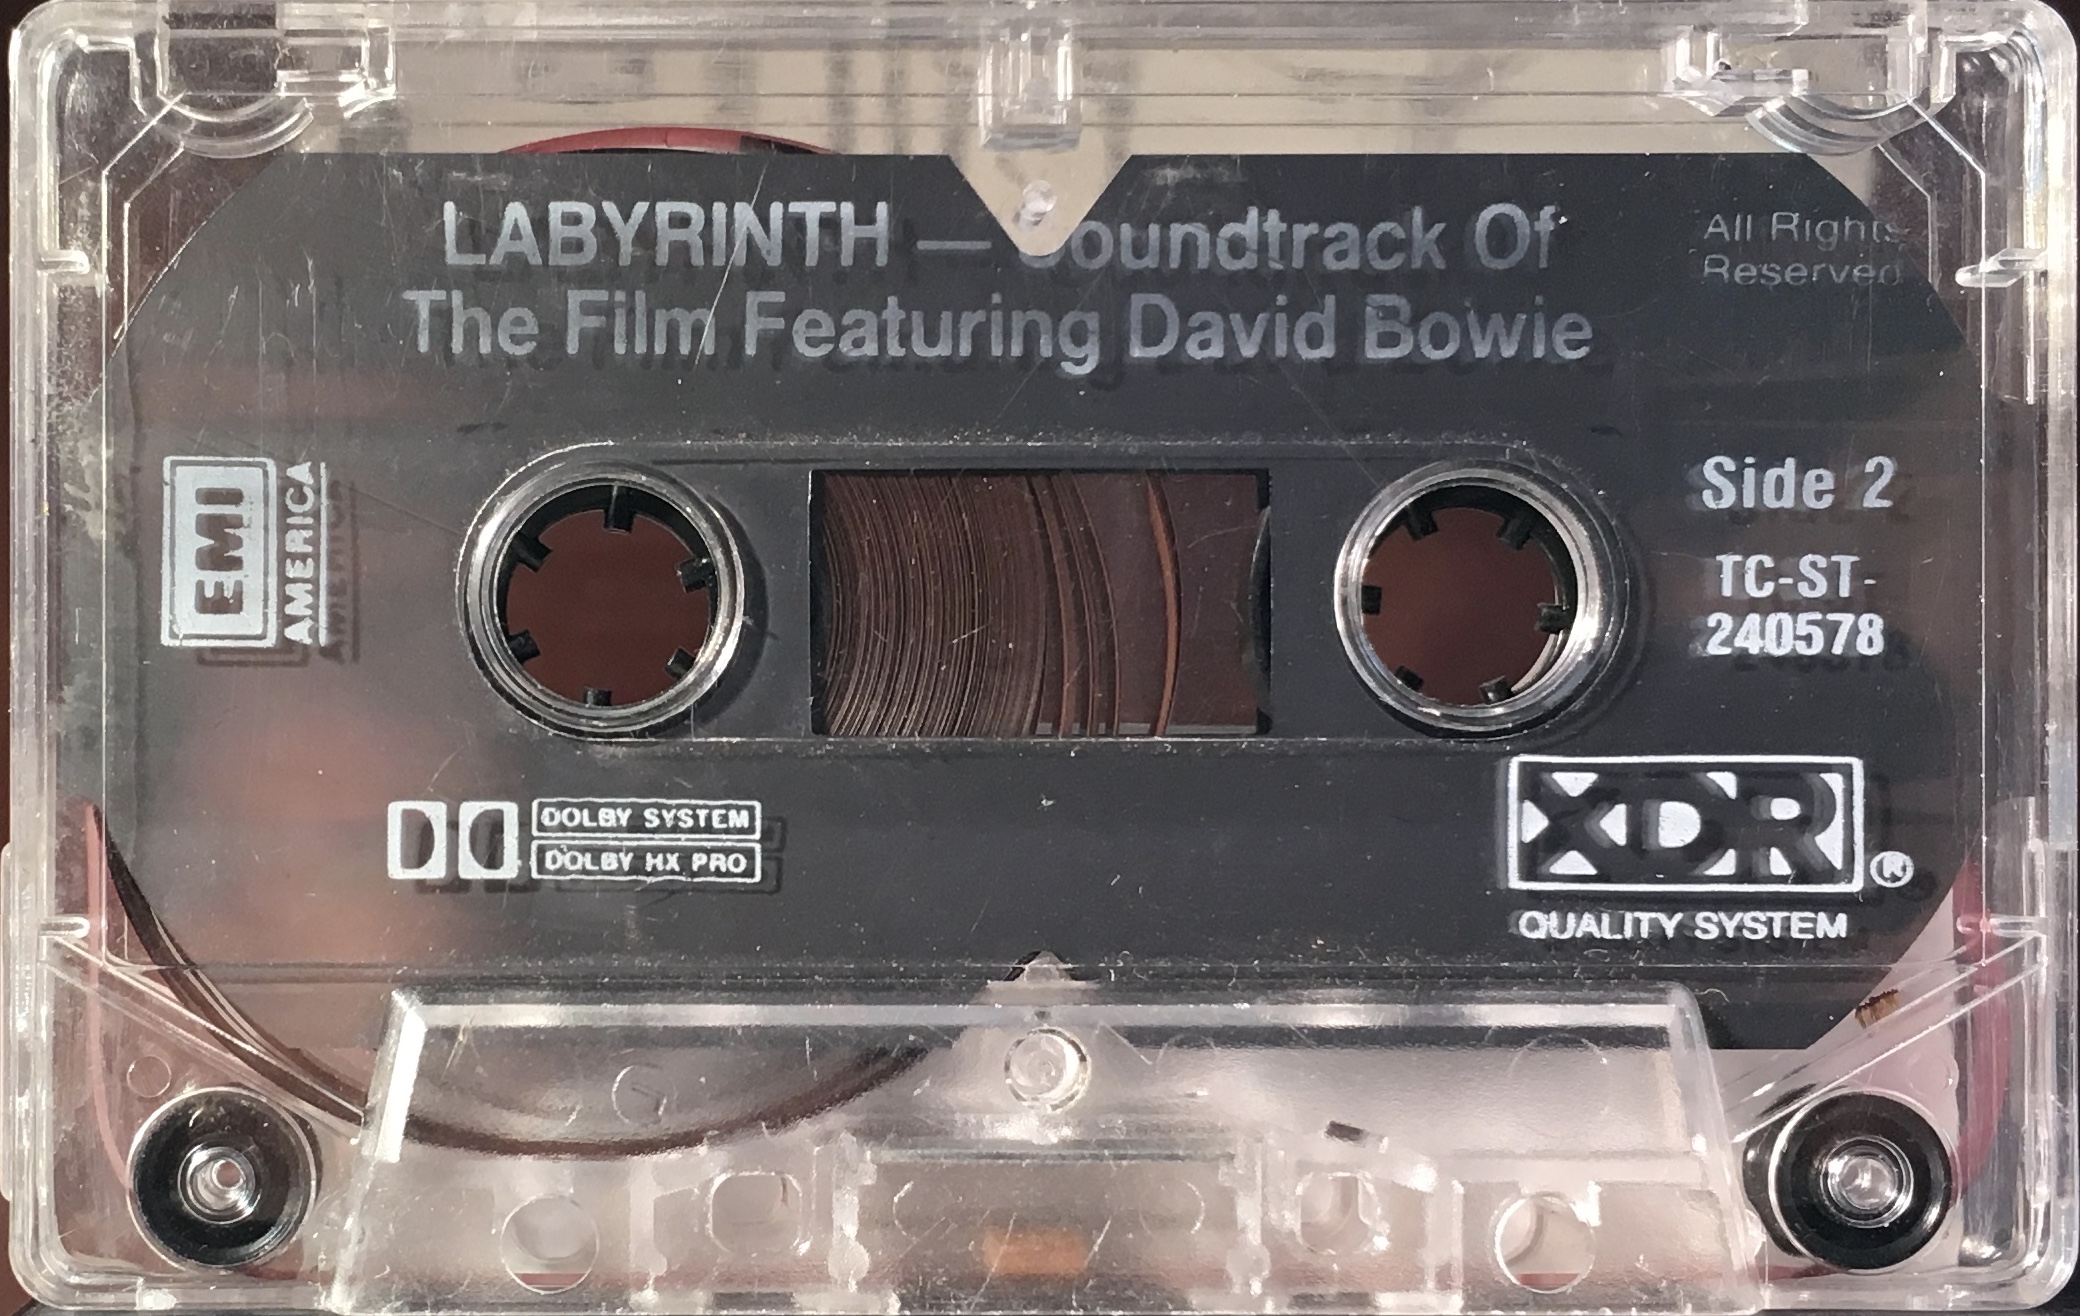 LABYRINTH — Soundtrack Of
The Film Featuring David Bowie
All Rights
Reserved
EMI
AMERICA
Side 2
TC-ST-
240578
DOLBY SYSTEM
DOLBY HX PRO
XDR®
QUALITY SYSTEM